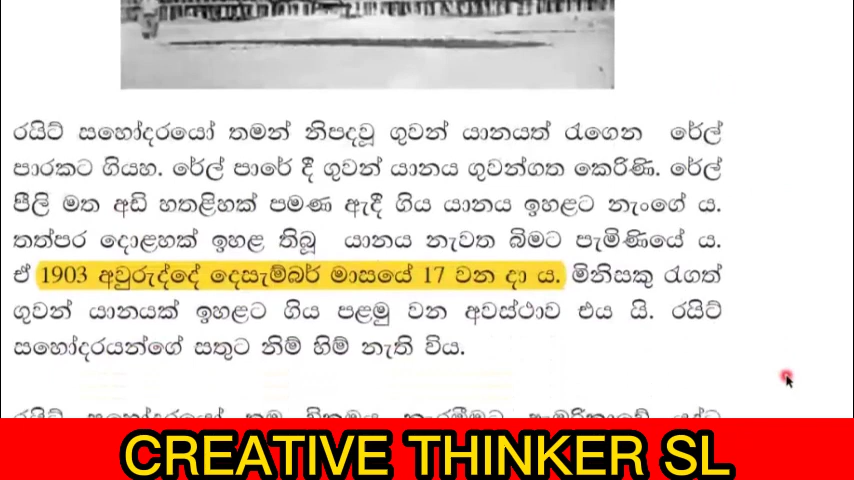 රයිට් සහෝදරයෝ තමන් නිපදවූ ගුවන් යානයත් රැගෙන රේල්
පාරකට ගියහ. රේල් පාරේ දී ගුවන් යානය ගුවන්ගත කෙරිණි. රේල්
පීලි මත අඩි හතළිහක් පමණ ඇදී ගිය යානය ඉහළට නැංගේ ය.
තත්පර දොළහක් ඉහළ තිබූ යානය නැවත බිමට පැමිණියේ ය.
ඒ 1903 අවුරුද්දේ දෙසැම්බර් මාසයේ 17 වන දා ය. මිනිසකු රැගත්
ගුවන් යානයක් ඉහළට ගිය පළමු වන අවස්ථාව එය යි. රයිට්
සහෝදරයන්ගේ සතුට නිම් හිම් නැති විය.
CREATIVE THINKER SL